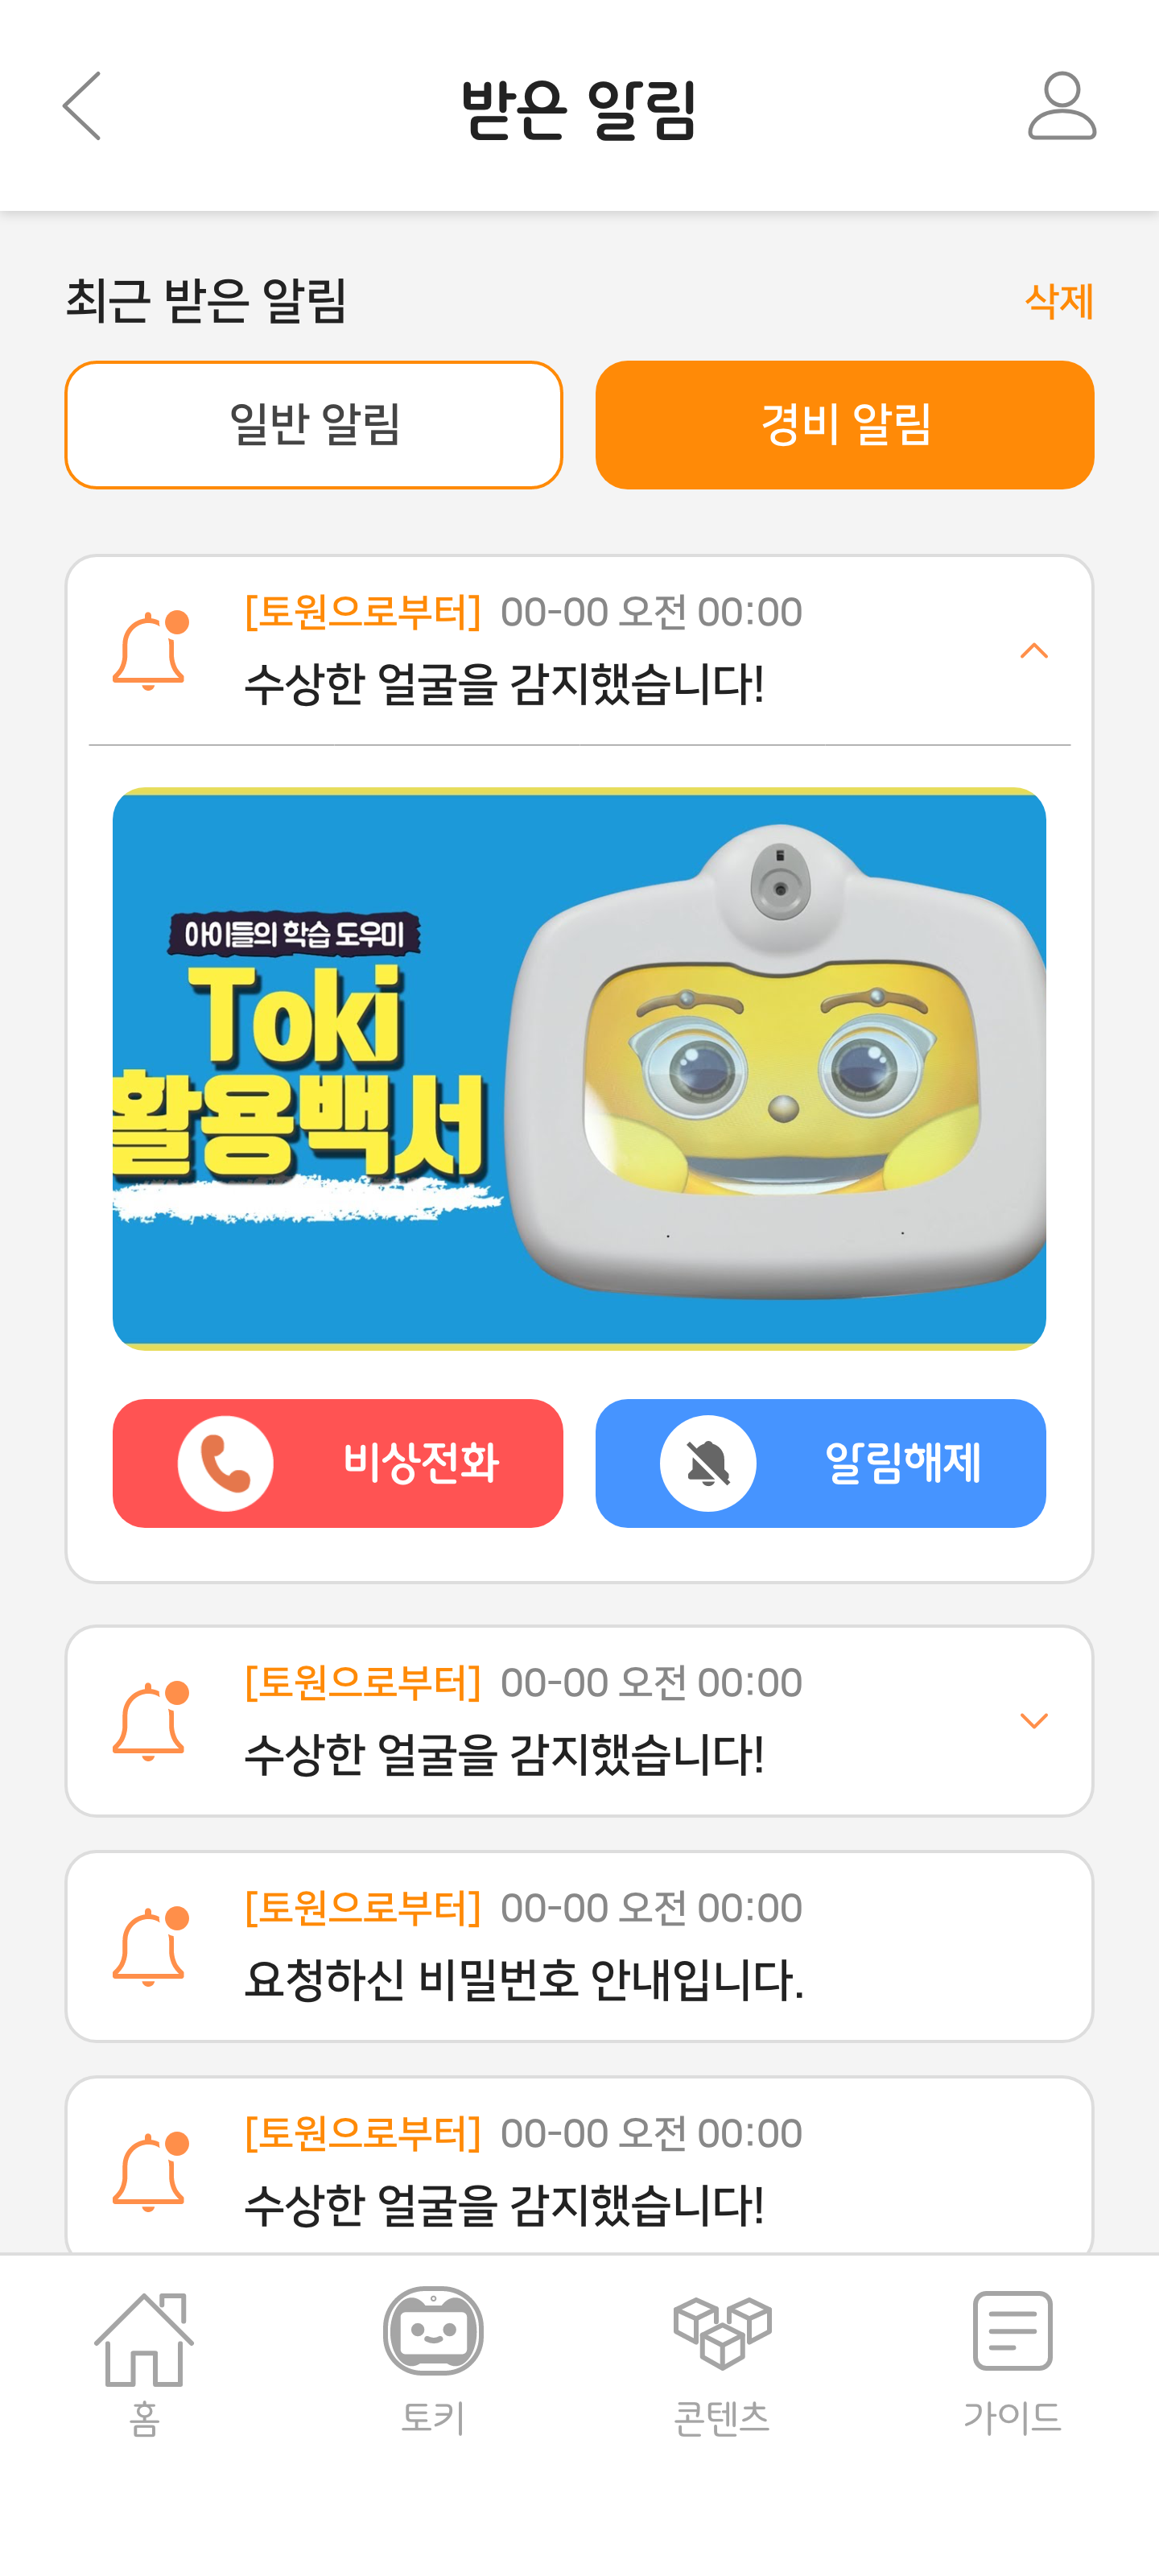 받은 알림
최근 받은 알림
삭제
일반 알림
경비 알림
[토원으로부터] 00-00 오전 00:00
수상한 얼굴을 감지했습니다!
아이들의 학습 도우미
Toki
활용백서
비상전화
알림해제
[토원으로부터] 00-00 오전 00:00
수상한 얼굴을 감지했습니다!
[토원으로부터] 00-00 오전 00:00
요청하신 비밀번호 안내입니다.
[토원으로부터] 00-00 오전 00:00
수상한 얼굴을 감지했습니다!
홈
토키
콘텐츠
가이드